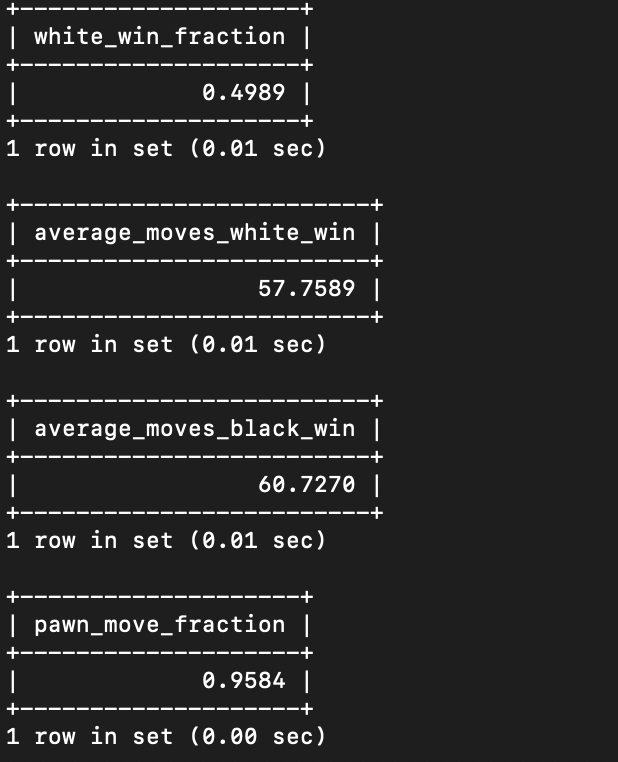 +--------------------+
| white_win_fraction |
+--------------------+
|             0.4989 |
+--------------------+
1 row in set (0.01 sec)

+-------------------------+
| average_moves_white_win |
+-------------------------+
|                 57.7589 |
+-------------------------+
1 row in set (0.01 sec)

+-------------------------+
| average_moves_black_win |
+-------------------------+
|                 60.7270 |
+-------------------------+
1 row in set (0.01 sec)

+--------------------+
| pawn_move_fraction |
+--------------------+
|             0.9584 |
+--------------------+
1 row in set (0.00 sec)